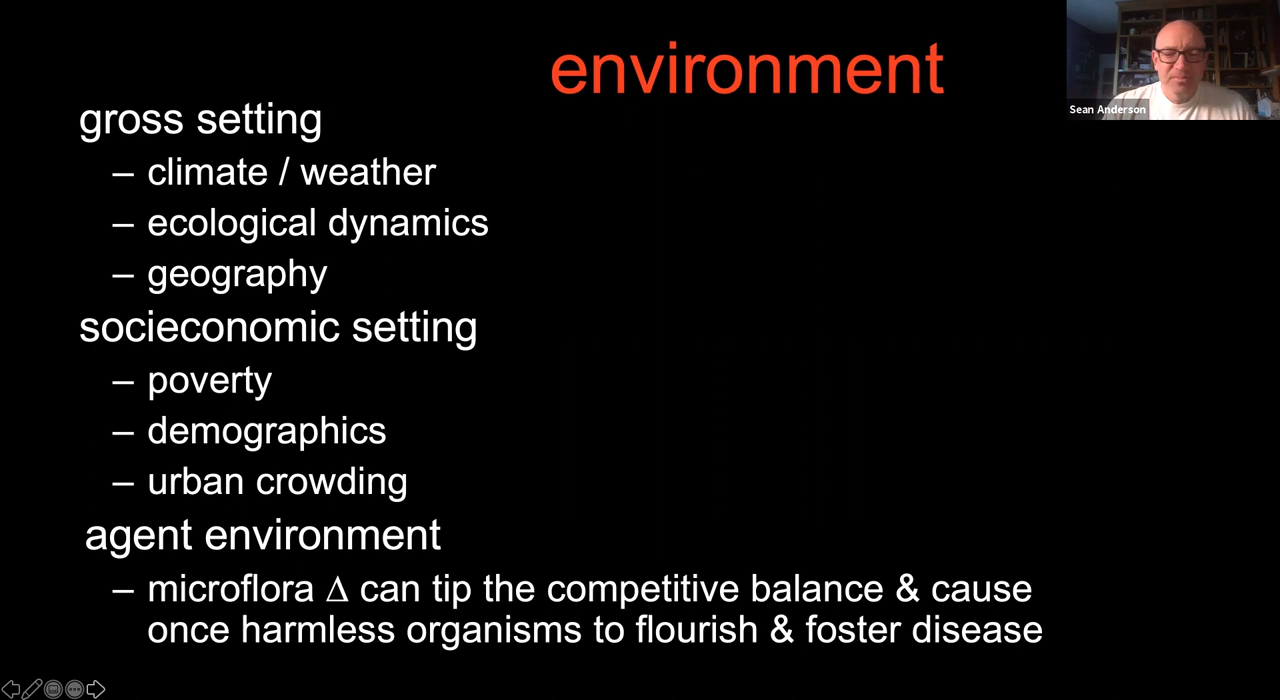 environment
Sean Anderson
gross setting
– climate / weather
– ecological dynamics
– geography
socieconomic setting
– poverty
– demographics
– urban crowding
agent environment
– microflora Δ can tip the competitive balance & cause
once harmless organisms to flourish & foster disease